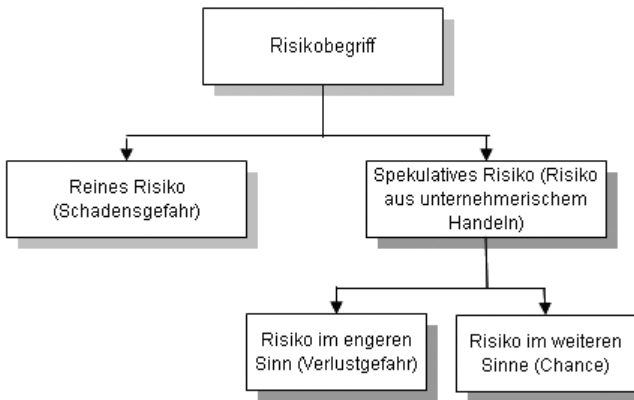 Risikobegriff
Reines Risiko
(Schadensgefahr)
Spekulatives Risiko (Risiko
aus unternehmerischem
Handeln)
Risiko im engeren
Sinn (Verlustgefahr)
Risiko im weiteren
Sinne (Chance)